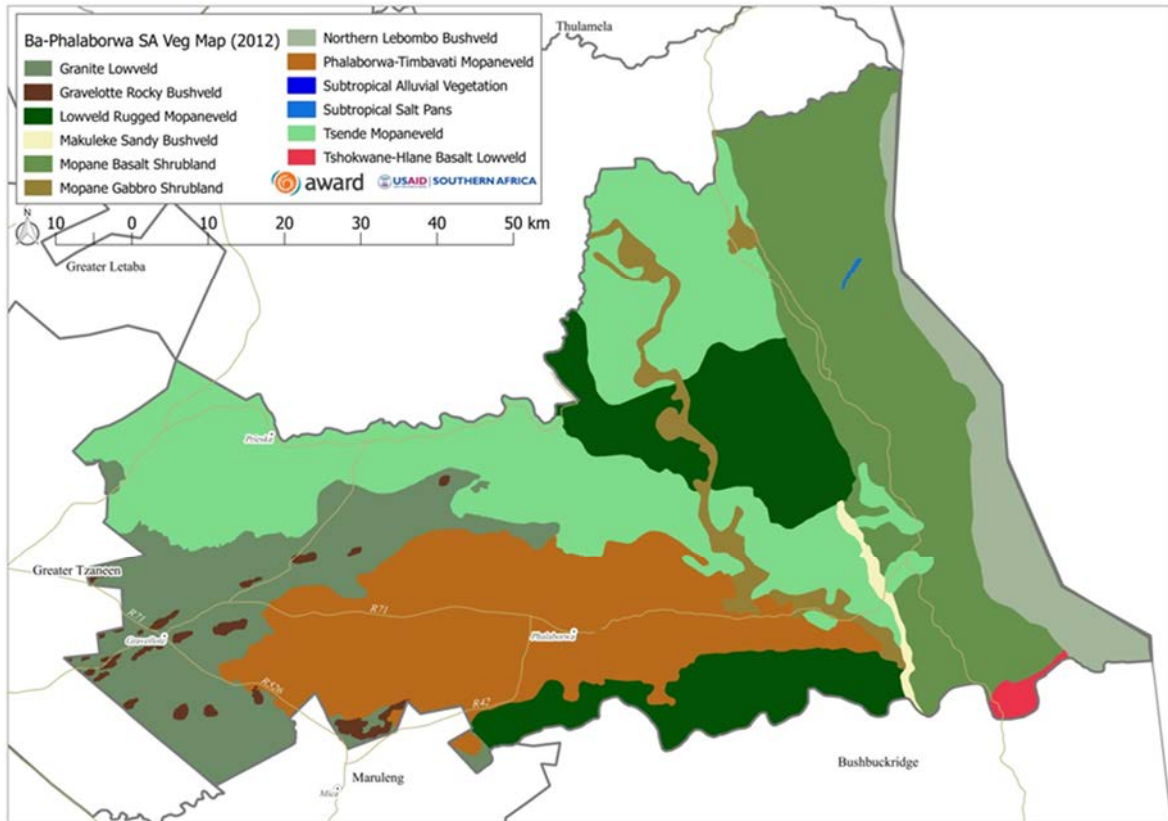 Ba-Phalaborwa SA Veg Map (2012)
Granite Lowveld
Gravelotte Rocky Bushveld
Lowveld Rugged Mopaneveld
Makuleke Sandy Bushveld
Mopane Basalt Shrubland
Mopane Gabbro Shrubland
Northern Lebombo Bushveld
Phalaborwa-Timbavati Mopaneveld
Subtropical Alluvial Vegetation
Subtropical Salt Pans
Tsende Mopaneveld
Tshokwane-Hlane Basalt Lowveld
award USAID SOUTHERN AFRICA
N
10 0 10 20 30 40 50 km
Thulamela
Greater Letaba
Prieska
Greater Tzaneen
R71
Gravelotte
R71
Phalaborwa
R526
R42
Maruleng
Mica
Bushbuckridge